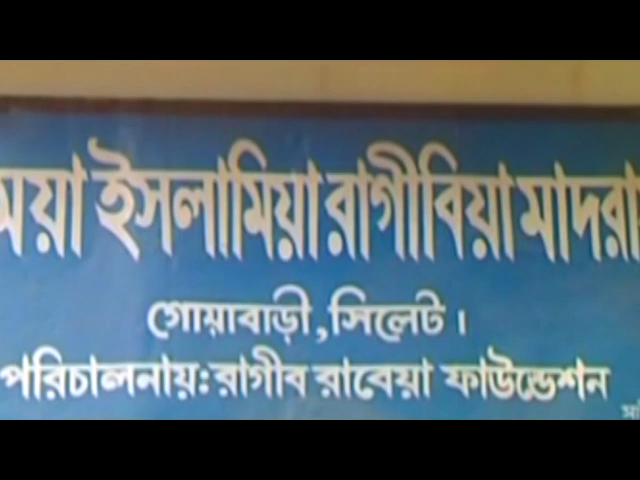 ময়া ইসলামিয়া রাগীবিয়া মাদরা
গোয়াবাড়ী, সিলেট।
পরিচালনায়: রাগীব রাবেয়া ফাউন্ডেশন